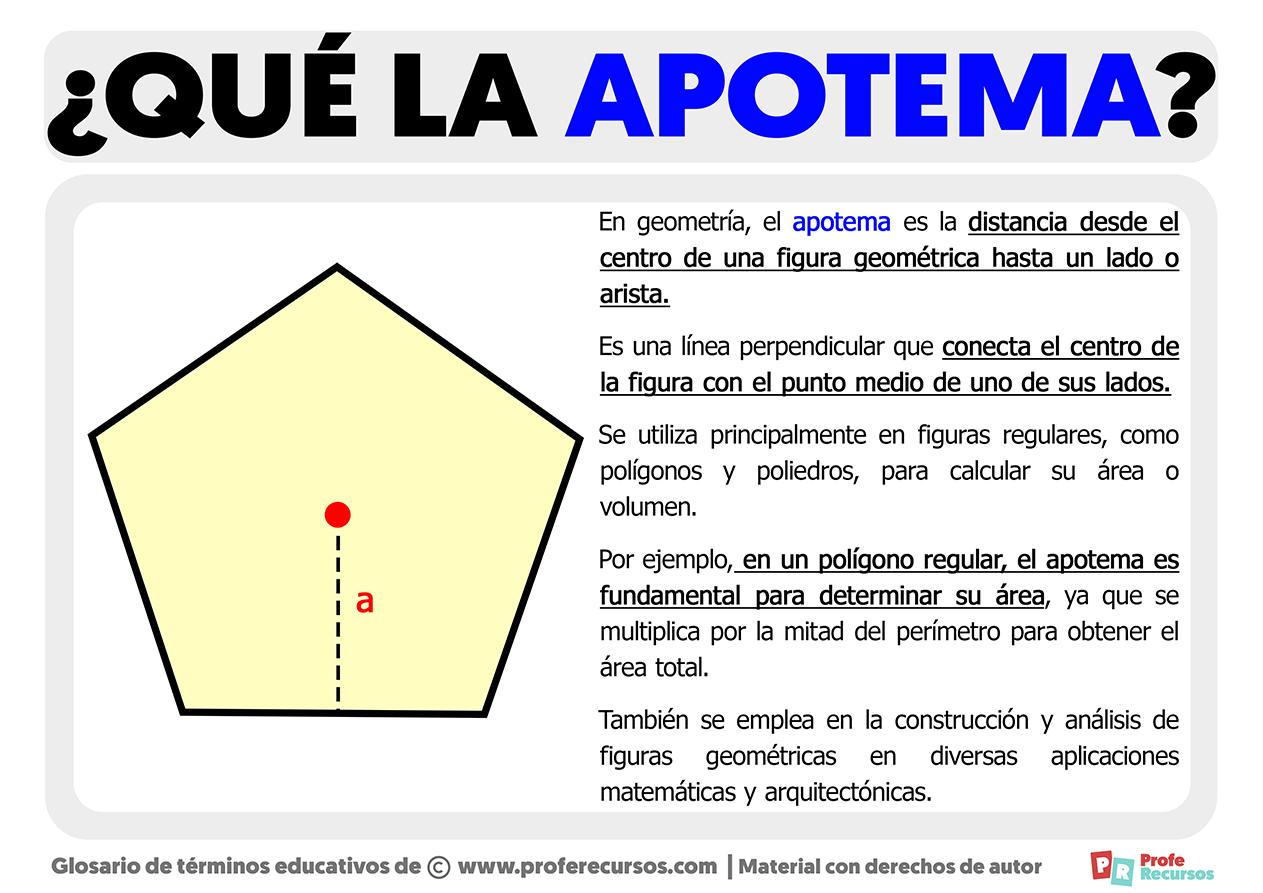 ¿QUÉ LA APOTEMA?
En geometría, el apotema es la distancia desde el
centro de una figura geométrica hasta un lado o
arista.
Es una línea perpendicular que conecta el centro de
la figura con el punto medio de uno de sus lados.
Se utiliza principalmente en figuras regulares, como
polígonos y poliedros, para calcular su área o
volumen.
Por ejemplo, en un polígono regular, el apotema es
fundamental para determinar su área, ya que se
multiplica por la mitad del perímetro para obtener el
área total.
También se emplea en la construcción y análisis de
figuras geométricas en diversas aplicaciones
matemáticas y arquitectónicas.
a
Glosario de términos educativos de © www.proferecursos.com | Material con derechos de autor
PR Profe
Recursos